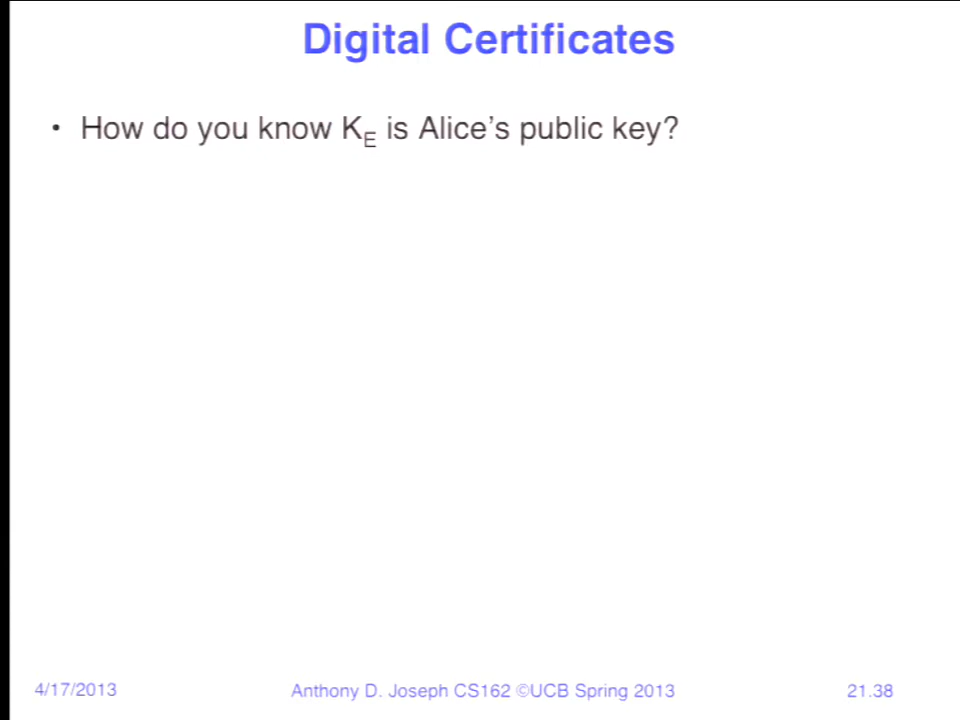 Digital Certificates
• How do you know KE is Alice's public key?
4/17/2013 Anthony D. Joseph CS162 ©UCB Spring 2013 21.38